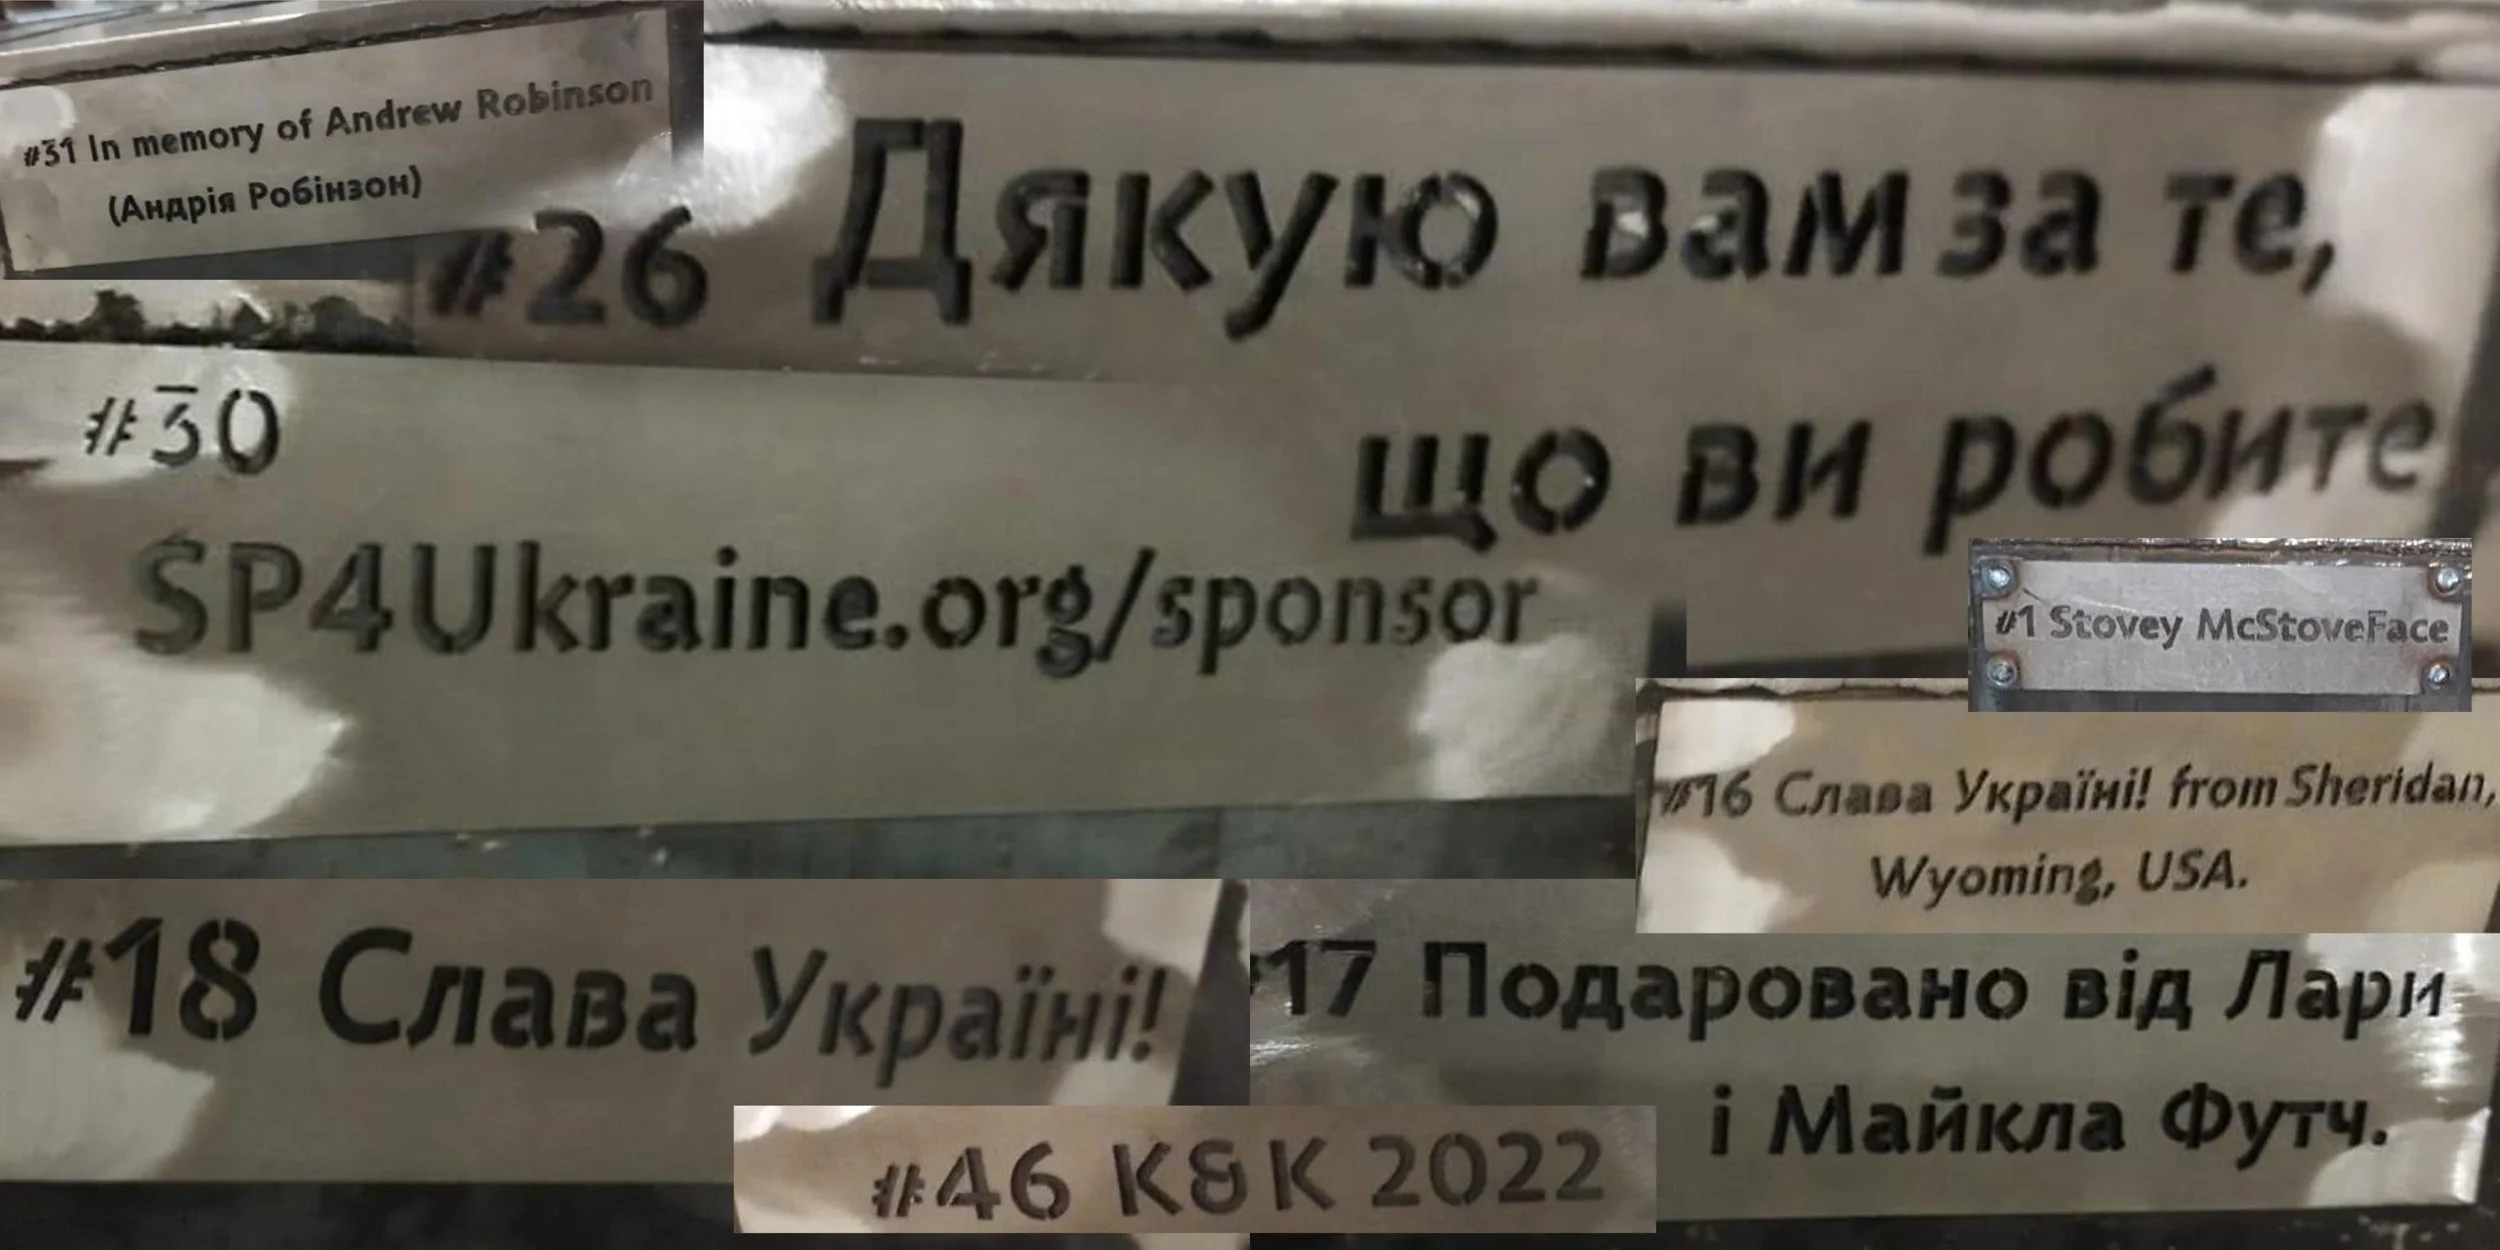 #31 In memory of Andrew Robinson
(Андрія Робінзон)
#26 Дякую вам за те,
що ви робите
#30
SP4Ukraine.org/sponsor
#1 Stovey McStoveFace
#16 Слава Україні! from Sheridan,
Wyoming, USA.
#18 Слава Україні!
17 Подаровано від Лари
і Майкла Футч.
#46 K&K 2022